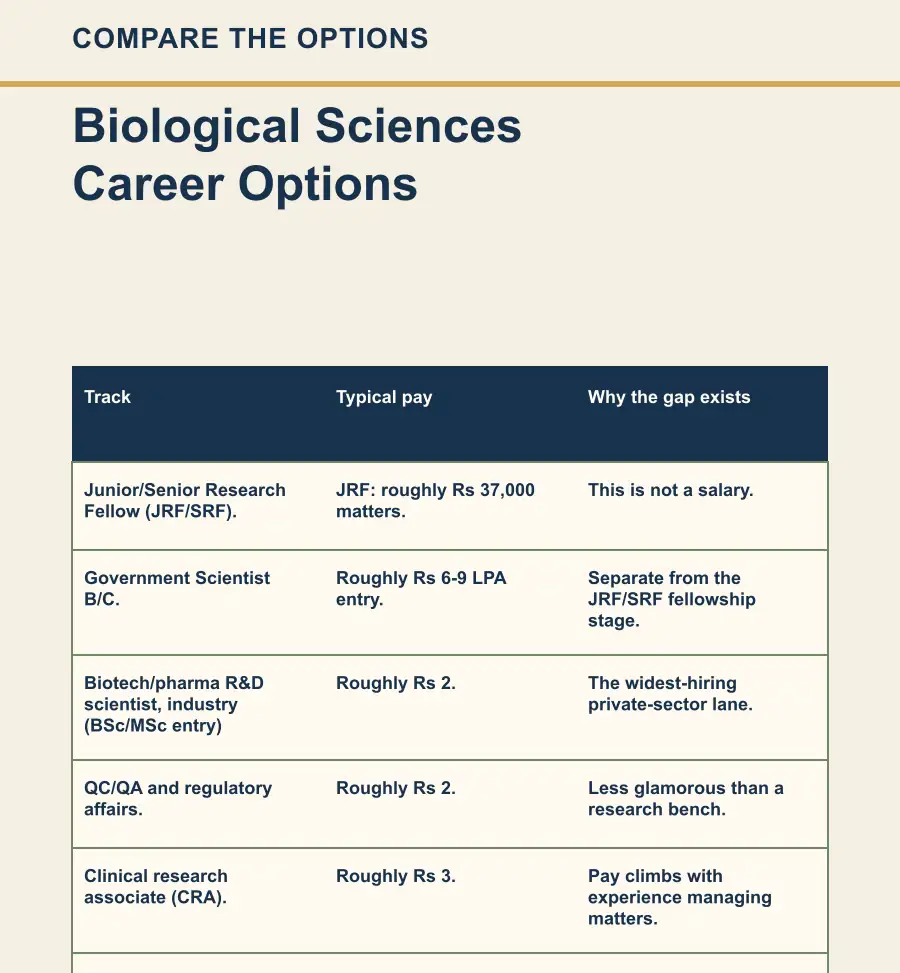 COMPARE THE OPTIONS
Biological Sciences
Career Options
Track
Typical pay
Why the gap exists
Junior/Senior Research
Fellow (JRF/SRF).
JRF: roughly Rs 37,000
matters.
This is not a salary.
Government Scientist
B/C.
Roughly Rs 6-9 LPA
entry.
Separate from the
JRF/SRF fellowship
stage.
Biotech/pharma R&D
scientist, industry
(BSc/MSc entry)
Roughly Rs 2.
The widest-hiring
private-sector lane.
QC/QA and regulatory
affairs.
Roughly Rs 2.
Less glamorous than a
research bench.
Clinical research
associate (CRA).
Roughly Rs 3.
Pay climbs with
experience managing
matters.